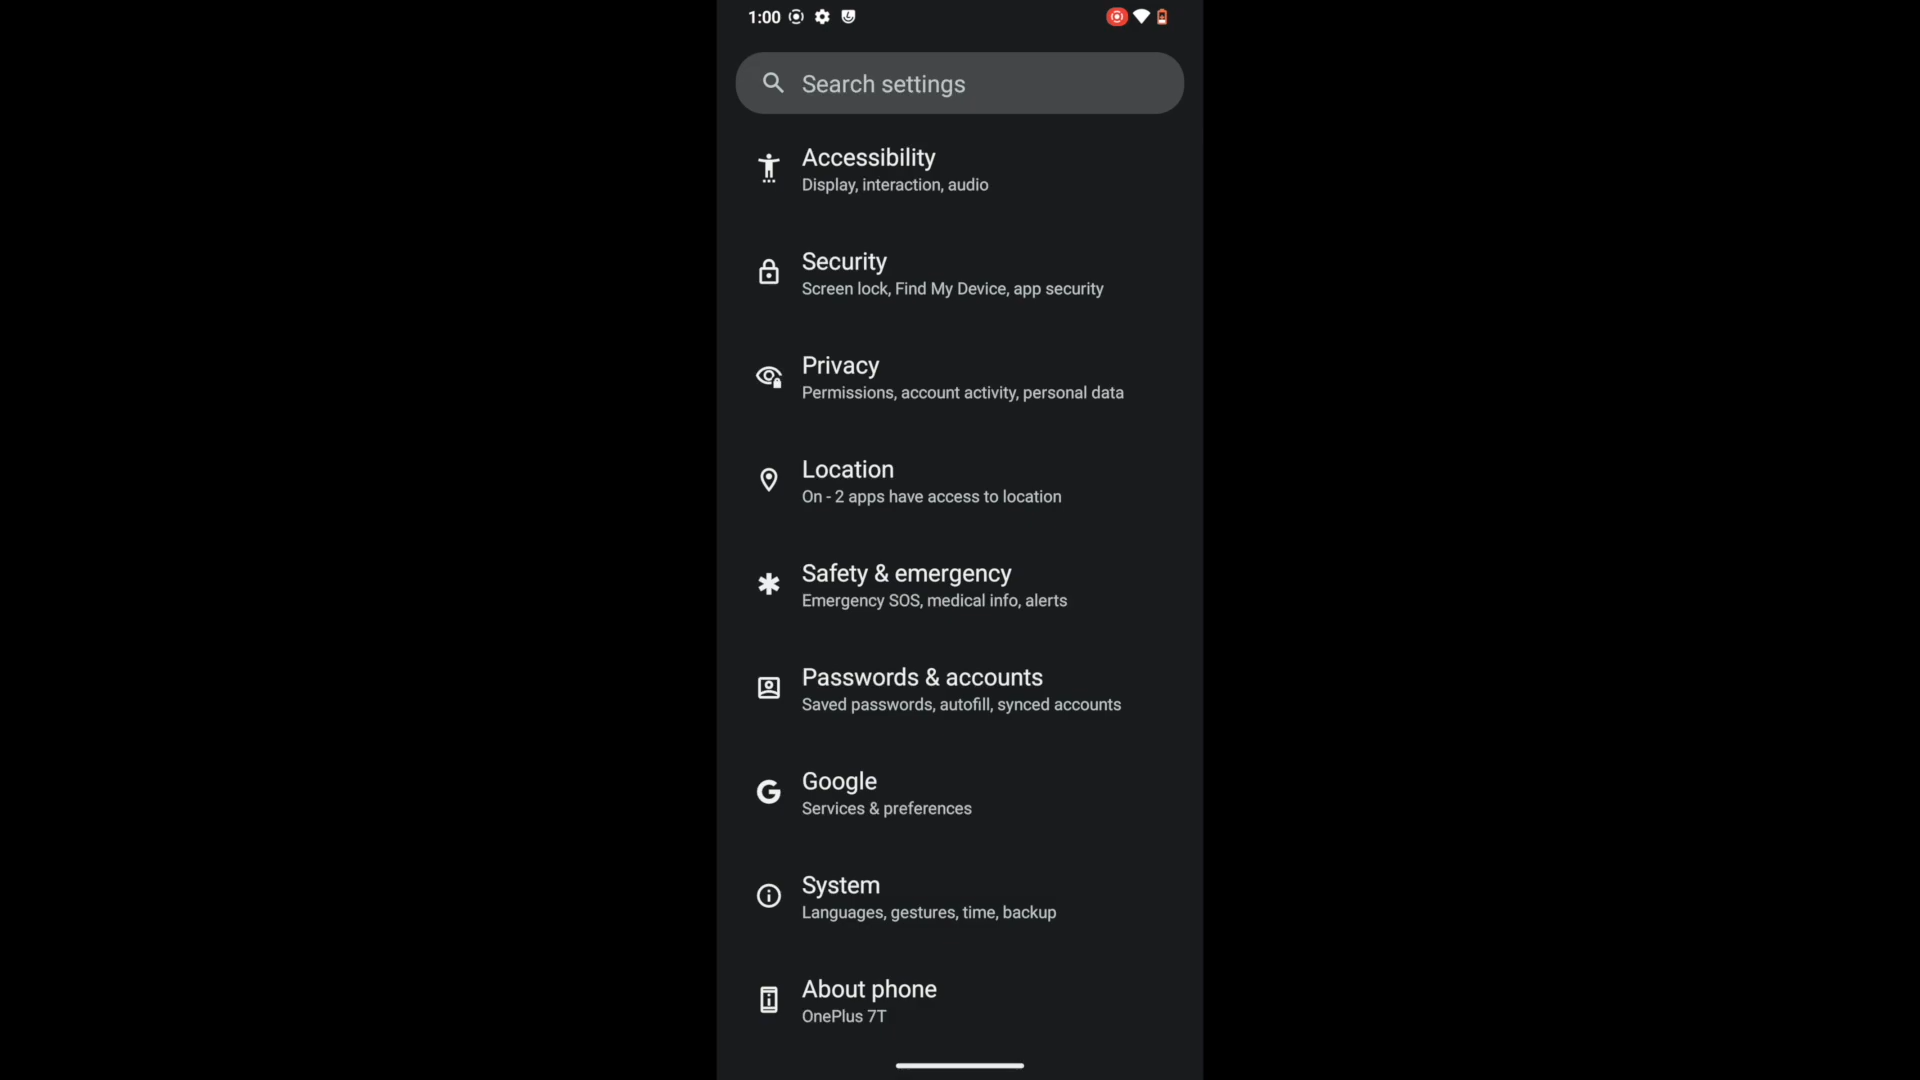 1:00
Search settings
Accessibility
Display, interaction, audio
Security
Screen lock, Find My Device, app security
Privacy
Permissions, account activity, personal data
Location
On - 2 apps have access to location
Safety & emergency
Emergency SOS, medical info, alerts
Passwords & accounts
Saved passwords, autofill, synced accounts
Google
Services & preferences
System
Languages, gestures, time, backup
About phone
OnePlus 7T